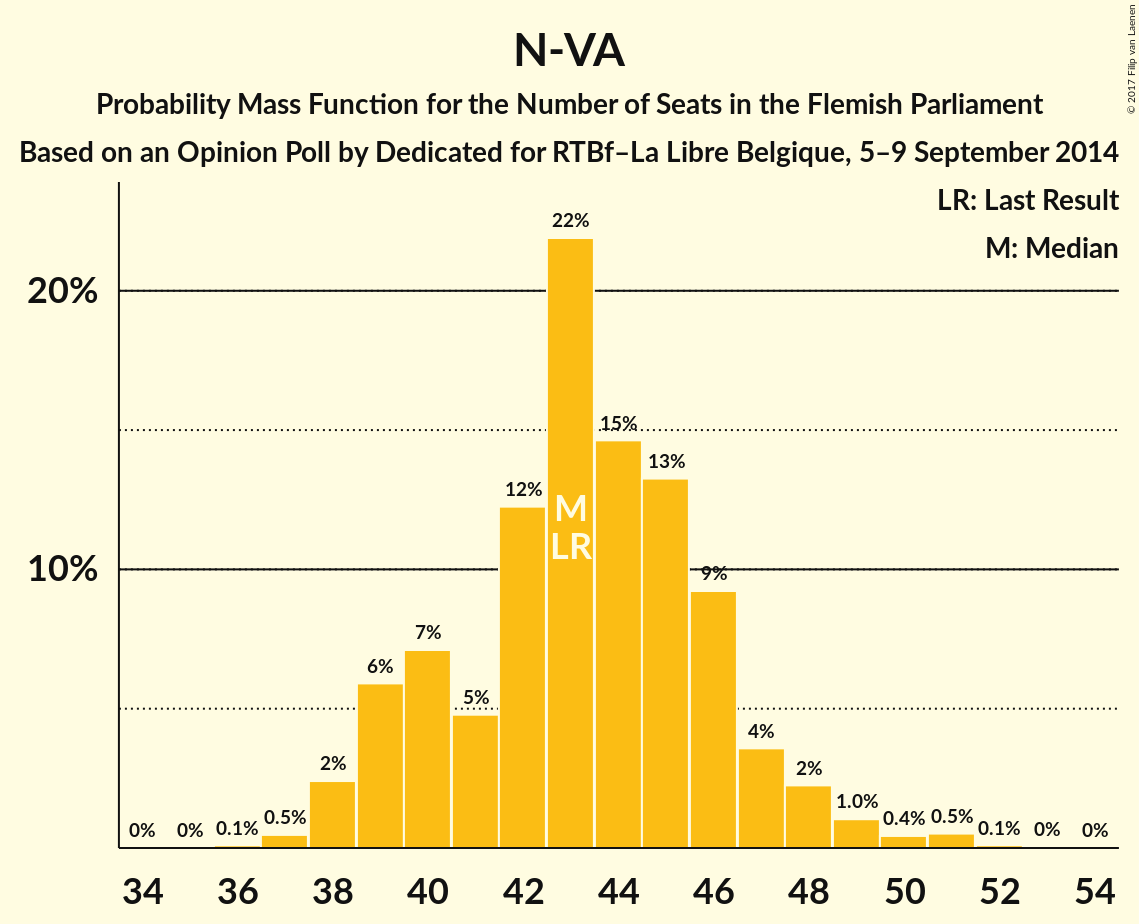 N-VA
Probability Mass Function for the Number of Seats in the Flemish Parliament
Based on an Opinion Poll by Dedicated for RTBf–La Libre Belgique, 5–9 September 2014
© 2017 Filip van Laenen
LR: Last Result
M: Median
20%
10%
0%
0%
0.1%
0.5%
2%
6%
7%
5%
12%
22%
15%
13%
9%
4%
2%
1.0%
0.4%
0.5%
0.1%
0%
0%
M
LR
34 36 38 40 42 44 46 48 50 52 54